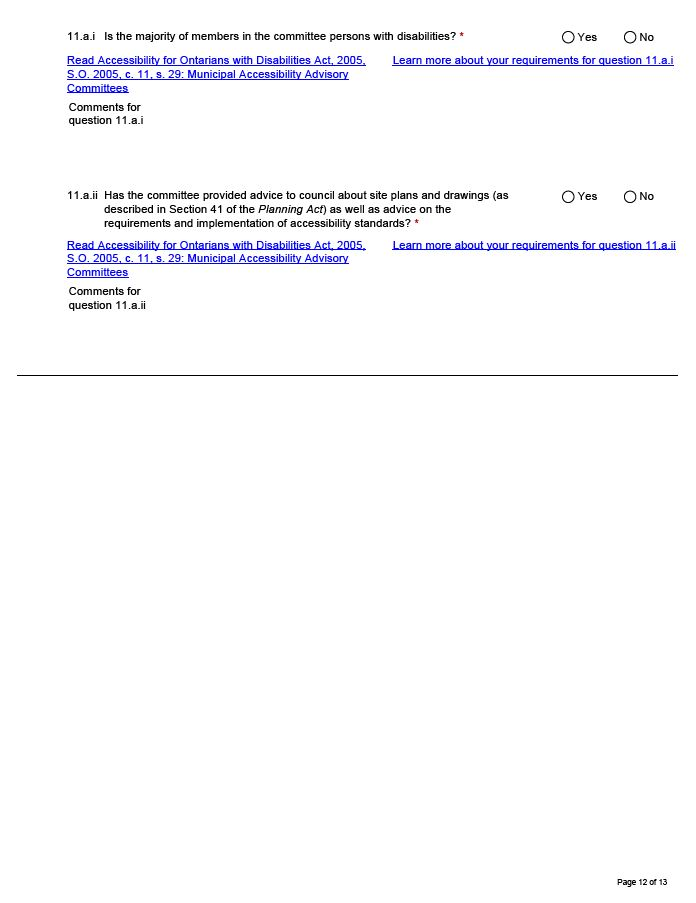 11.a.i Is the majority of members in the committee persons with disabilities? * Yes No
Read Accessibility for Ontarians with Disabilities Act, 2005, Learn more about your requirements for question 11.a.i
S.O. 2005, c. 11, s. 29: Municipal Accessibility Advisory
Committees
Comments for
question 11.a.i
11.a.ii Has the committee provided advice to council about site plans and drawings (as Yes No
described in Section 41 of the Planning Act) as well as advice on the
requirements and implementation of accessibility standards? *
Read Accessibility for Ontarians with Disabilities Act, 2005, Learn more about your requirements for question 11.a.ii
S.O. 2005, c. 11, s. 29: Municipal Accessibility Advisory
Committees
Comments for
question 11.a.ii
Page 12 of 13